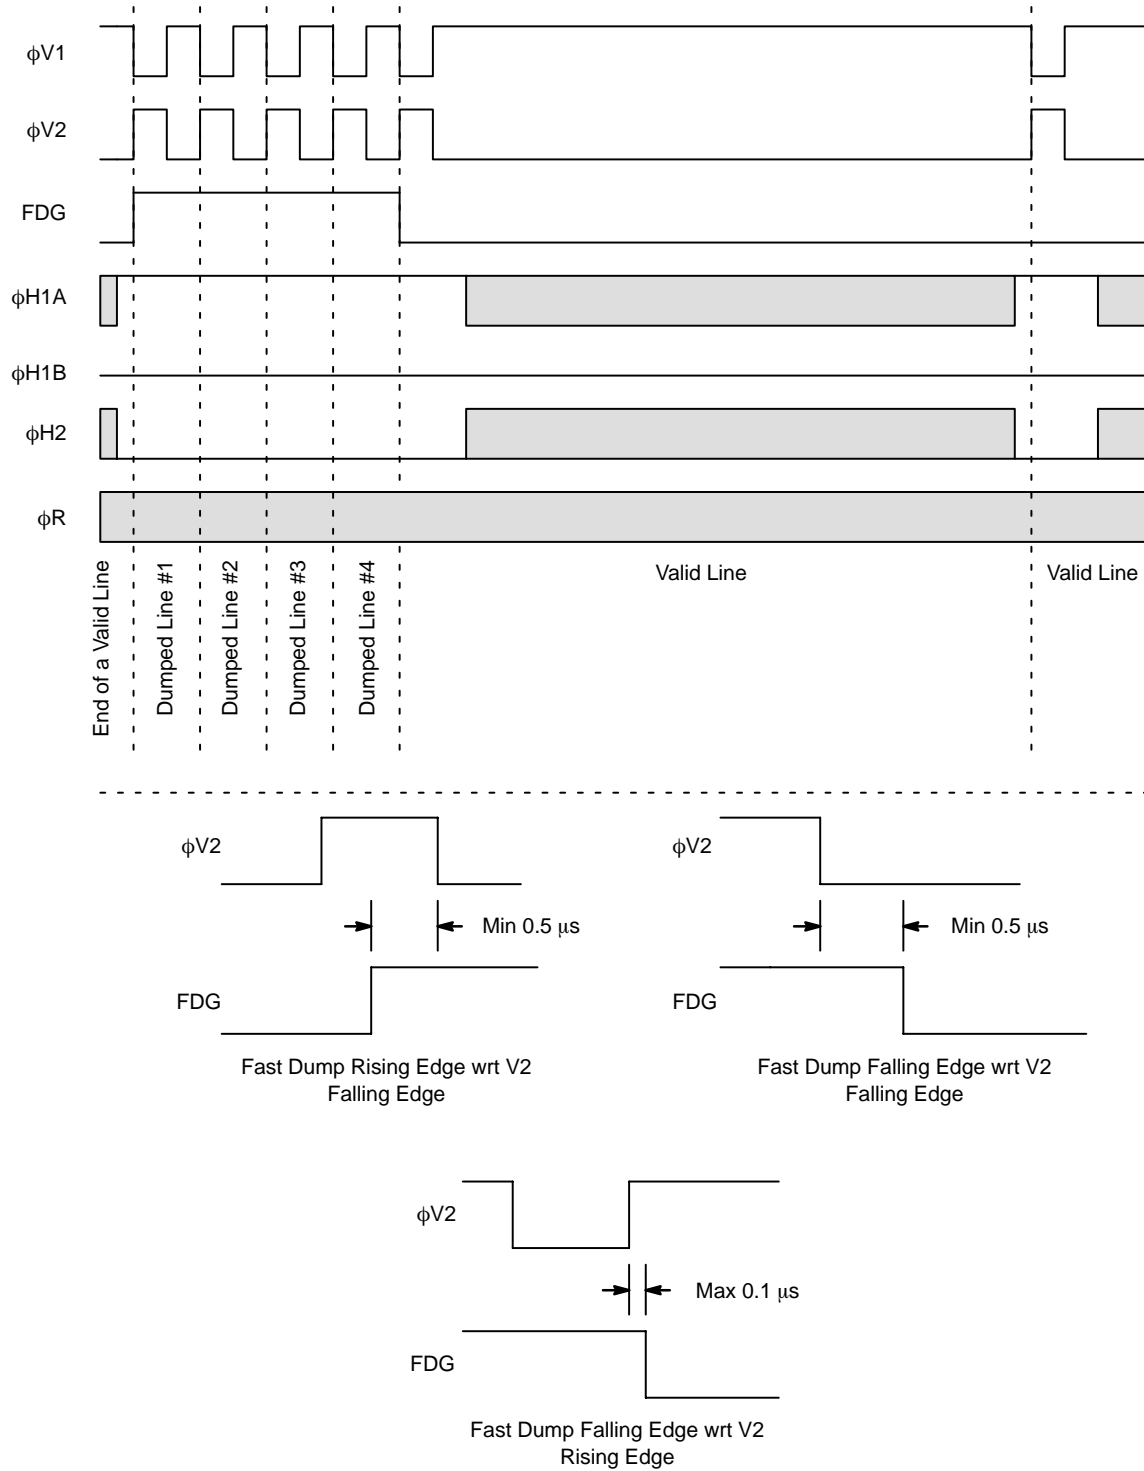 ϕV1
ϕV2
FDG
ϕH1A
ϕH1B
ϕH2
ϕR
End of a Valid Line
Dumped Line #1
Dumped Line #2
Dumped Line #3
Dumped Line #4
Valid Line
Valid Line
ϕV2
Min 0.5 μs
FDG
Fast Dump Rising Edge wrt V2
Falling Edge
ϕV2
Min 0.5 μs
FDG
Fast Dump Falling Edge wrt V2
Falling Edge
ϕV2
Max 0.1 μs
FDG
Fast Dump Falling Edge wrt V2
Rising Edge